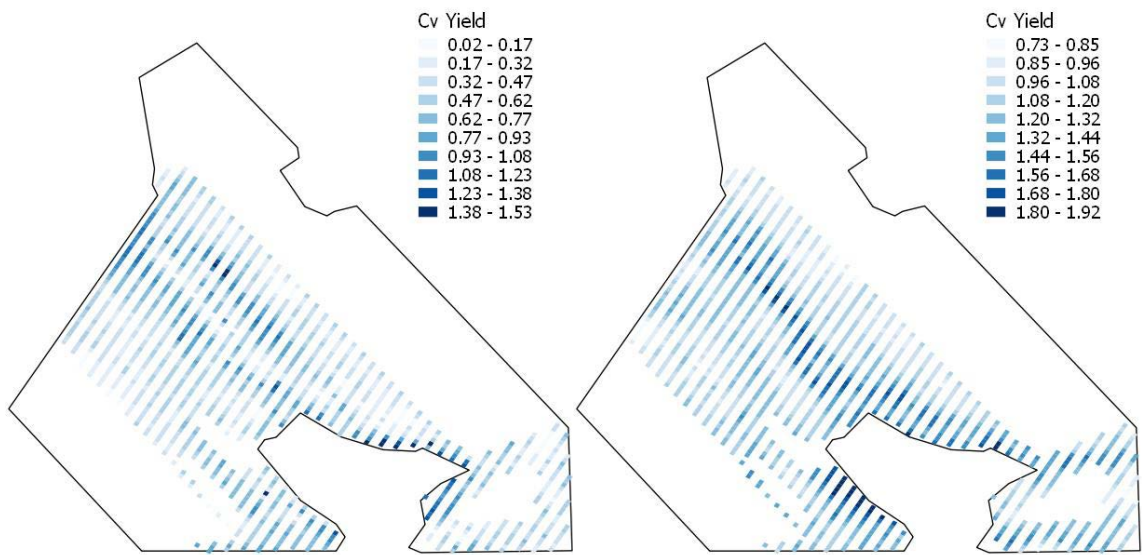 Cv Yield
0.02 - 0.17
0.17 - 0.32
0.32 - 0.47
0.47 - 0.62
0.62 - 0.77
0.77 - 0.93
0.93 - 1.08
1.08 - 1.23
1.23 - 1.38
1.38 - 1.53
Cv Yield
0.73 - 0.85
0.85 - 0.96
0.96 - 1.08
1.08 - 1.20
1.20 - 1.32
1.32 - 1.44
1.44 - 1.56
1.56 - 1.68
1.68 - 1.80
1.80 - 1.92